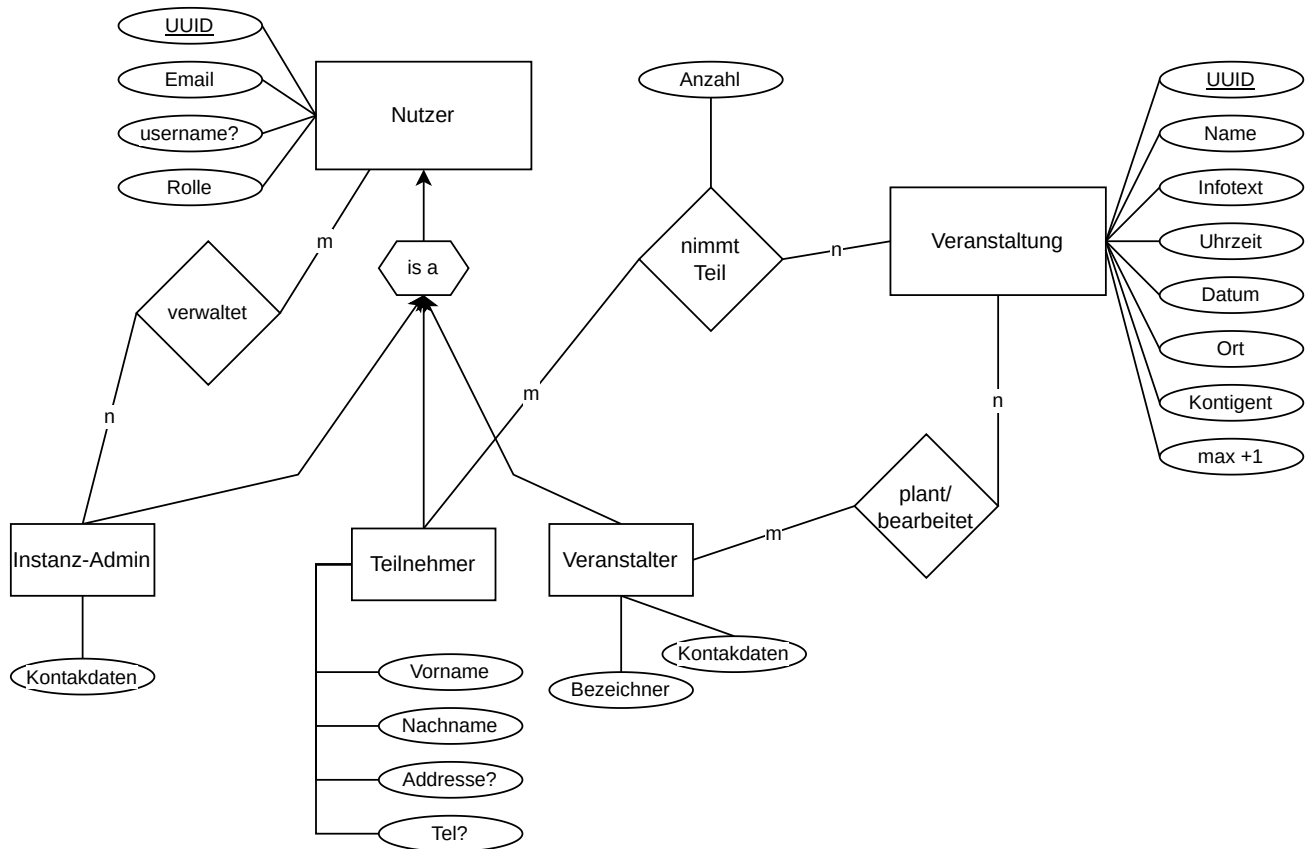 UUID
Email
username?
Rolle
Nutzer
Anzahl
UUID
Name
Infotext
Uhrzeit
Datum
Ort
Kontigent
max +1
Veranstaltung
nimmt
Teil
n
m
is a
verwaltet
m
n
n
plant/
bearbeitet
m
Instanz-Admin
Teilnehmer
Veranstalter
Kontakdaten
Vorname
Nachname
Addresse?
Tel?
Bezeichner
Kontakdaten